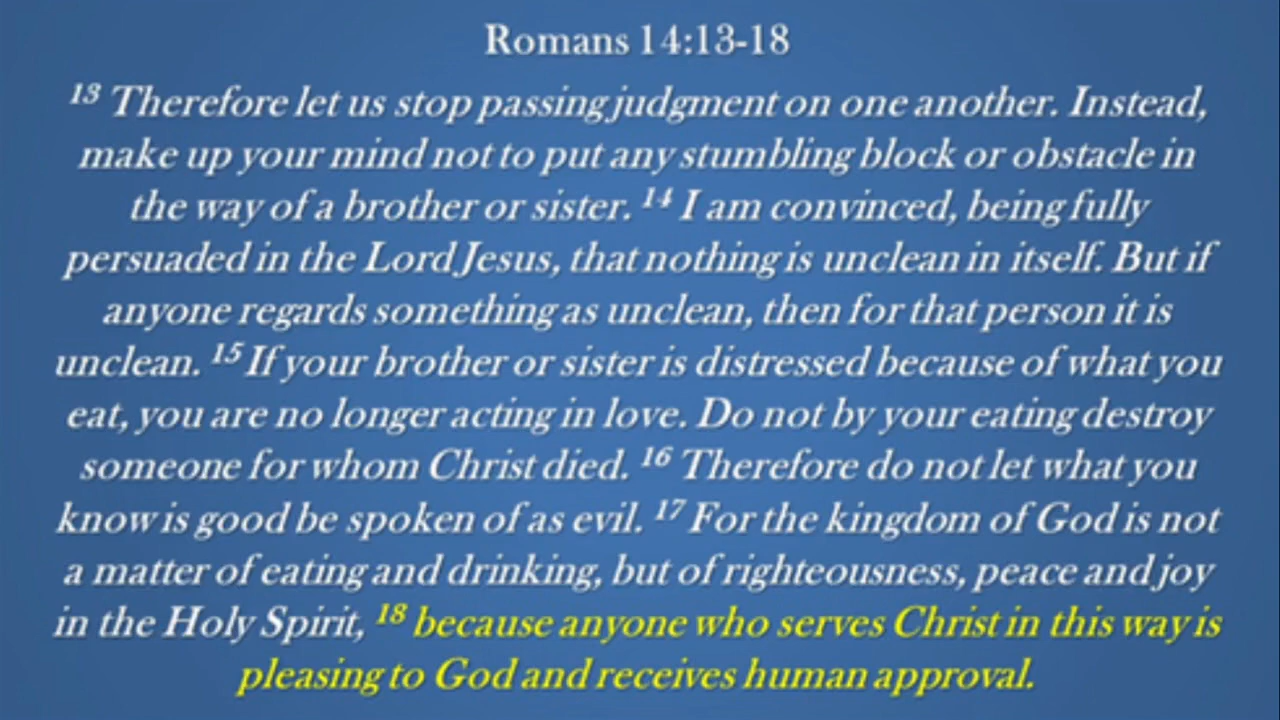 Romans 14:13-18
13 Therefore let us stop passing judgment on one another. Instead,
make up your mind not to put any stumbling block or obstacle in
the way of a brother or sister. 14 I am convinced, being fully
persuaded in the Lord Jesus, that nothing is unclean in itself. But if
anyone regards something as unclean, then for that person it is
unclean. 15 If your brother or sister is distressed because of what you
eat, you are no longer acting in love. Do not by your eating destroy
someone for whom Christ died. 16 Therefore do not let what you
know is good be spoken of as evil. 17 For the kingdom of God is not
a matter of eating and drinking, but of righteousness, peace and joy
in the Holy Spirit, 18 because anyone who serves Christ in this way is
pleasing to God and receives human approval.